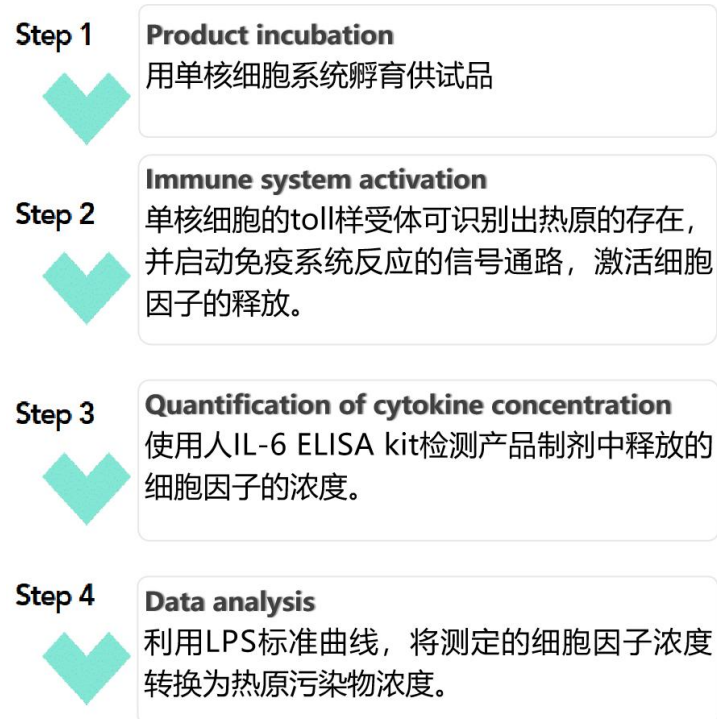 Step 1
Product incubation
用单核细胞系统孵育供试品
Step 2
Immune system activation
单核细胞的toll样受体可识别出热原的存在，
并启动免疫系统反应的信号通路，激活细胞
因子的释放。
Step 3
Quantification of cytokine concentration
使用人IL-6 ELISA kit检测产品制剂中释放的
细胞因子的浓度。
Step 4
Data analysis
利用LPS标准曲线，将测定的细胞因子浓度
转换为热原污染物浓度。